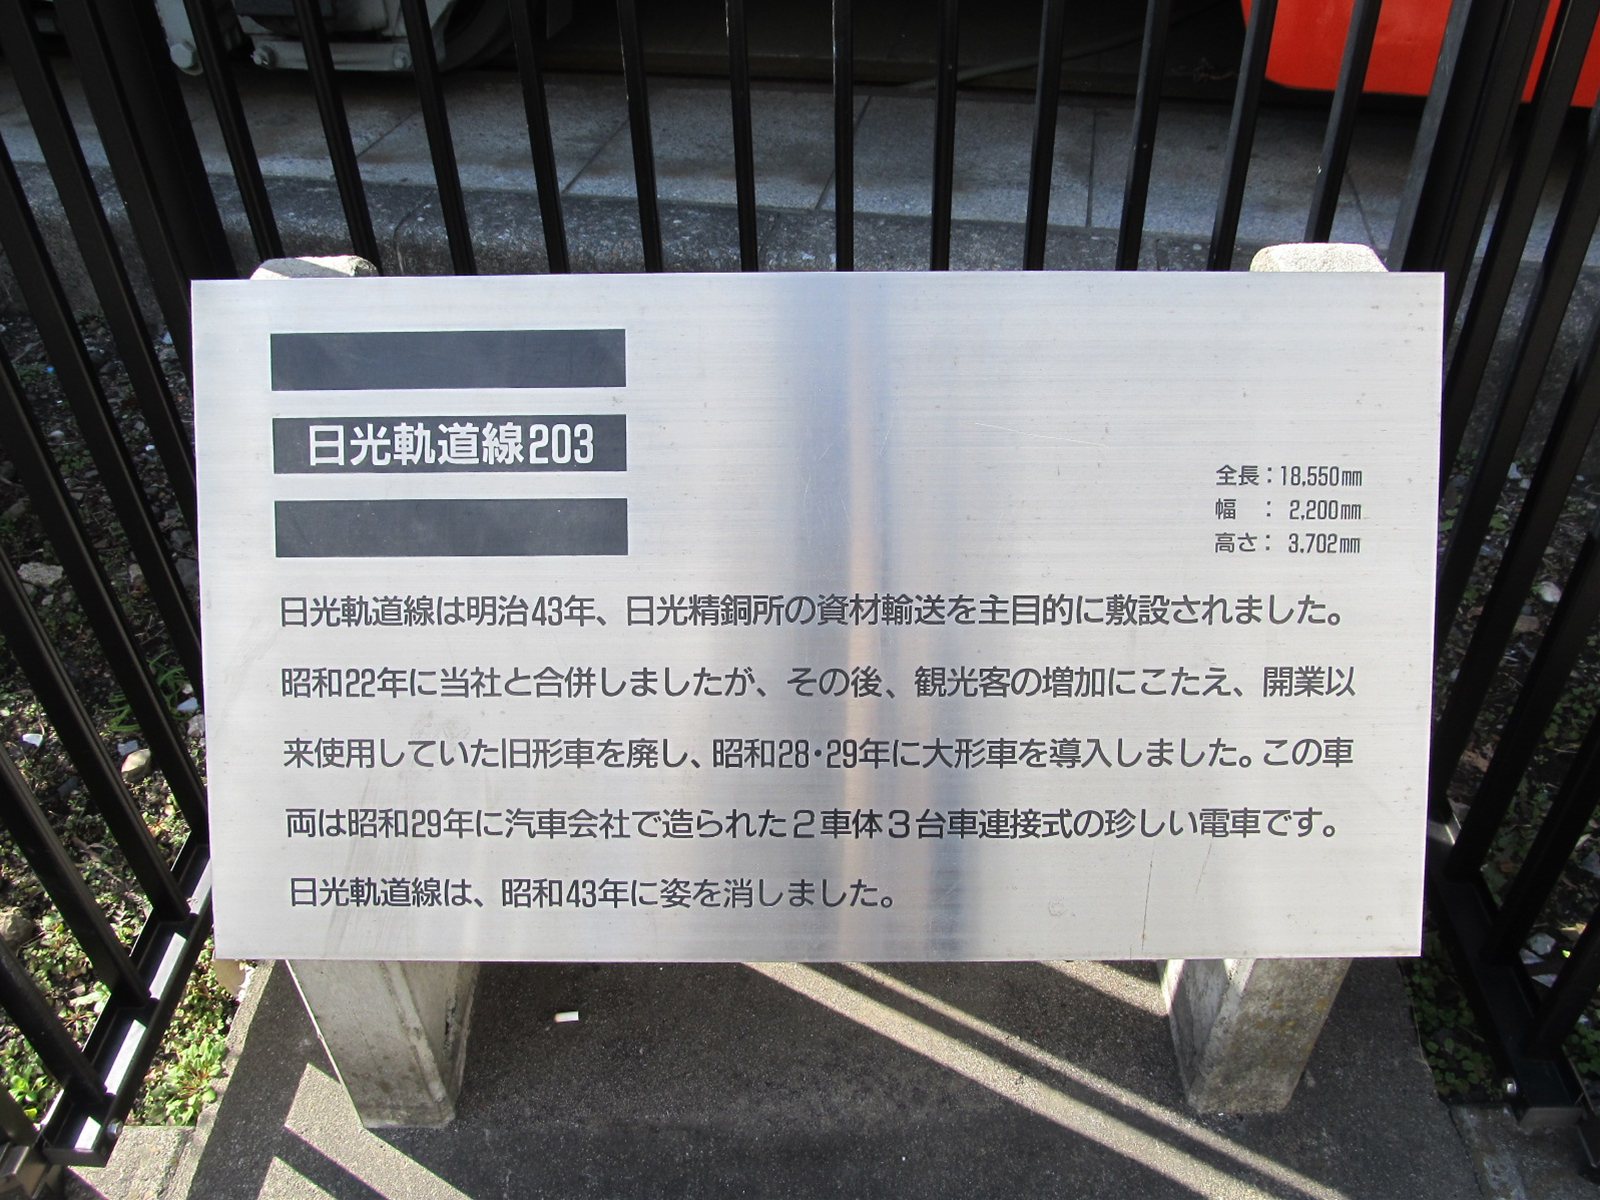 日光軌道線203
全長：18,550㎜
幅　：2,200㎜
高さ：3,702㎜
日光軌道線は明治43年、日光精銅所の資材輸送を主目的に敷設されました。
昭和22年に当社と合併しましたが、その後、観光客の増加にこたえ、開業以
来使用していた旧形車を廃し、昭和28・29年に大形車を導入しました。この車
両は昭和29年に汽車会社で造られた２車体３台車連接式の珍しい電車です。
日光軌道線は、昭和43年に姿を消しました。